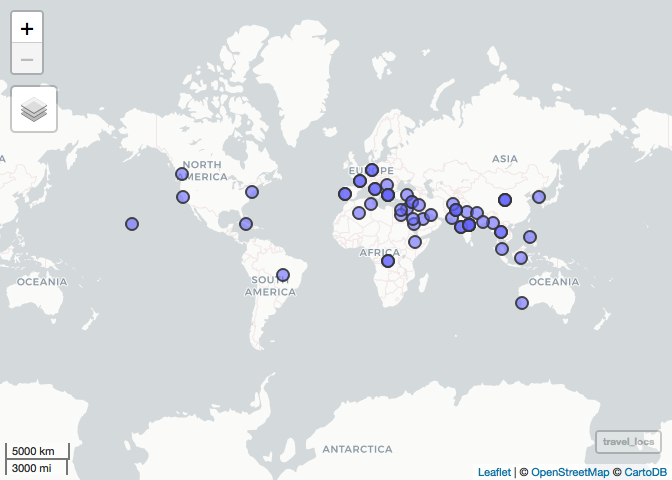 +
−
NORTH
AMERICA
EUROPE
ASIA
AFRICA
OCEANIA
SOUTH
AMERICA
OCEANIA
A
ANTARCTICA
travel_locs
5000 km
3000 mi
Leaflet | © OpenStreetMap © CartoDB